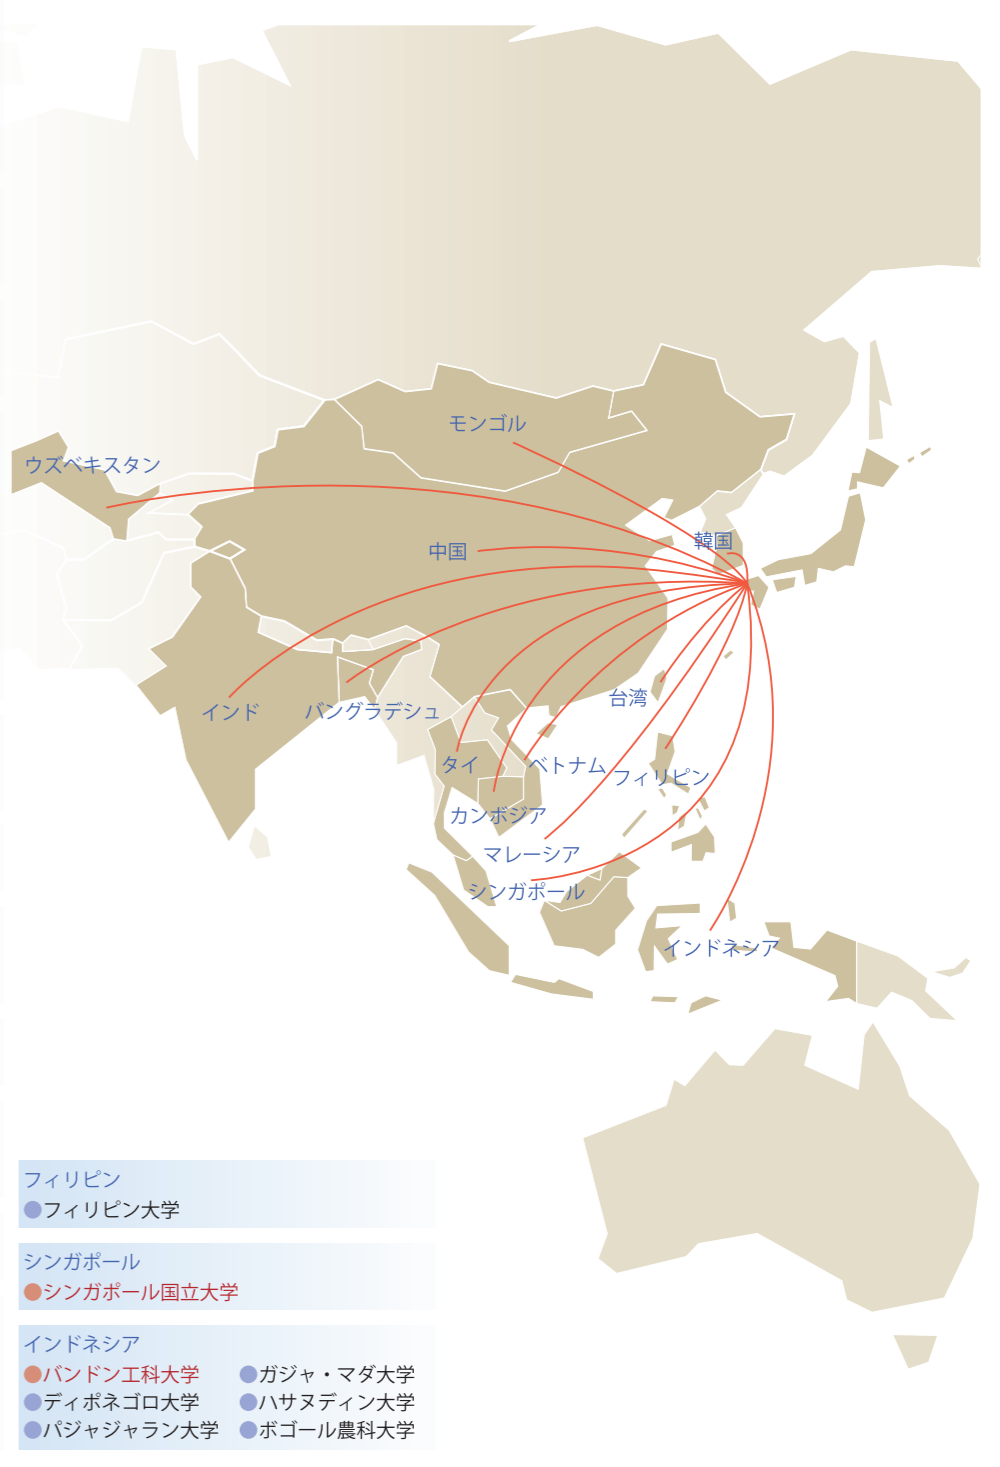 モンゴル
ウズベキスタン
韓国
中国
台湾
インド
バングラデシュ
タイ
ベトナム
フィリピン
カンボジア
マレーシア
シンガポール
インドネシア
フィリピン
●フィリピン大学
シンガポール
●シンガポール国立大学
インドネシア
●バンドン工科大学 ●ガジャ・マダ大学
●ディポネゴロ大学 ●ハサヌディン大学
●パジャジャラン大学 ●ボゴール農科大学